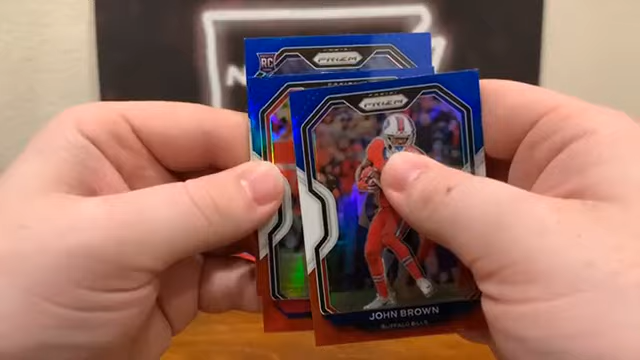 RC
PRIZM
PRIZM
JOHN BROWN
BUFFALO BILLS